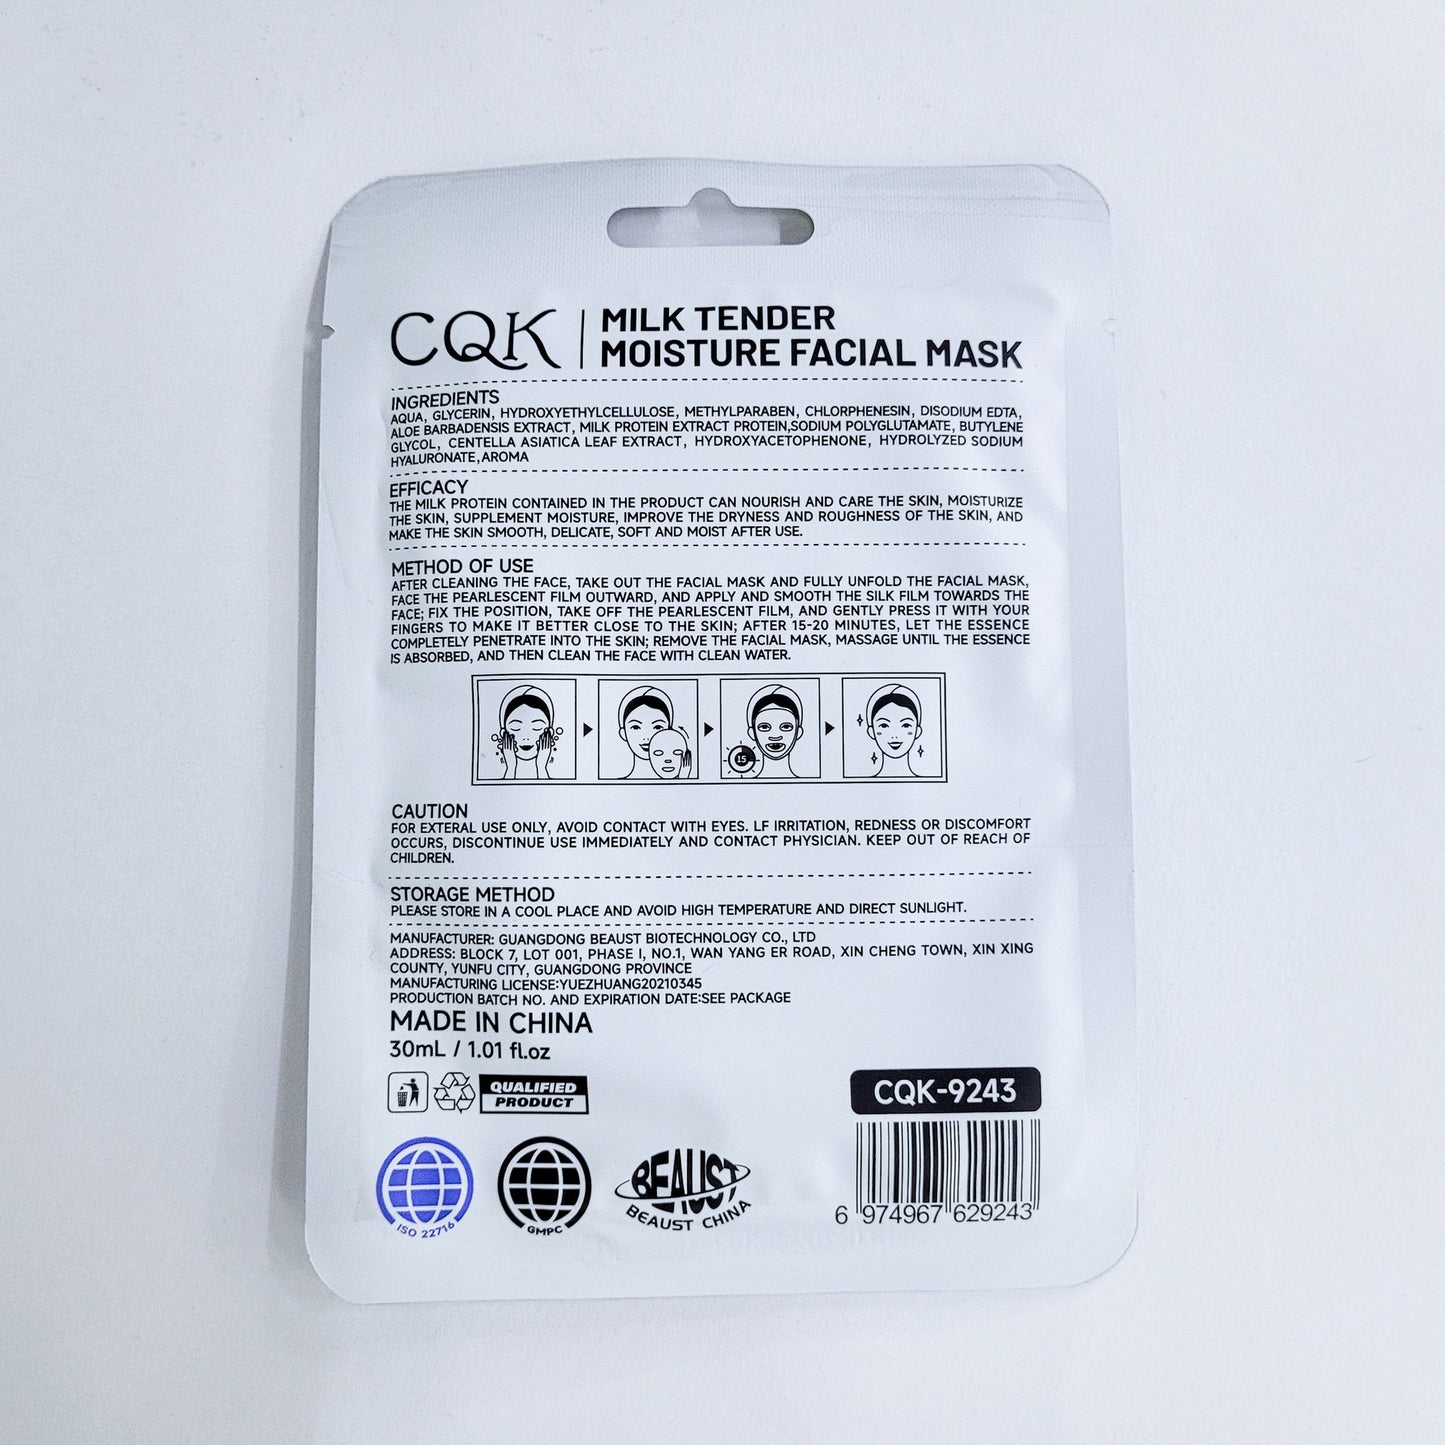 CQK
MILK TENDER
MOISTURE FACIAL MASK
INGREDIENTS
AQUA, GLYCERIN, HYDROXYETHYLCELLULOSE, METHYLPARABEN, CHLORPHENESIN, DISODIUM EDTA,
ALOE BARBADENSIS EXTRACT, MILK PROTEIN EXTRACT PROTEIN,SODIUM POLYGLUTAMATE, BUTYLENE
GLYCOL, CENTELLA ASIATICA LEAF EXTRACT, HYDROXYACETOPHENONE, HYDROLYZED SODIUM
HYALURONATE,AROMA
EFFICACY
THE MILK PROTEIN CONTAINED IN THE PRODUCT CAN NOURISH AND CARE THE SKIN, MOISTURIZE
THE SKIN, SUPPLEMENT MOISTURE, IMPROVE THE DRYNESS AND ROUGHNESS OF THE SKIN, AND
MAKE THE SKIN SMOOTH, DELICATE, SOFT AND MOIST AFTER USE.
METHOD OF USE
AFTER CLEANING THE FACE, TAKE OUT THE FACIAL MASK AND FULLY UNFOLD THE FACIAL MASK,
FACE THE PEARLESCENT FILM OUTWARD, AND APPLY AND SMOOTH THE SILK FILM TOWARDS THE
FACE; FIX THE POSITION, TAKE OFF THE PEARLESCENT FILM, AND GENTLY PRESS IT WITH YOUR
FINGERS TO MAKE IT BETTER CLOSE TO THE SKIN; AFTER 15-20 MINUTES, LET THE ESSENCE
COMPLETELY PENETRATE INTO THE SKIN; REMOVE THE FACIAL MASK, MASSAGE UNTIL THE ESSENCE
IS ABSORBED, AND THEN CLEAN THE FACE WITH CLEAN WATER.
15
CAUTION
FOR EXTERAL USE ONLY, AVOID CONTACT WITH EYES. LF IRRITATION, REDNESS OR DISCOMFORT
OCCURS, DISCONTINUE USE IMMEDIATELY AND CONTACT PHYSICIAN. KEEP OUT OF REACH OF
CHILDREN.
STORAGE METHOD
PLEASE STORE IN A COOL PLACE AND AVOID HIGH TEMPERATURE AND DIRECT SUNLIGHT.
MANUFACTURER: GUANGDONG BEAUST BIOTECHNOLOGY CO., LTD
ADDRESS: BLOCK 7, LOT 001, PHASE I, NO.1, WAN YANG ER ROAD, XIN CHENG TOWN, XIN XING
COUNTY, YUNFU CITY, GUANGDONG PROVINCE
MANUFACTURING LICENSE:YUEZHUANG20210345
PRODUCTION BATCH NO. AND EXPIRATION DATE:SEE PACKAGE
MADE IN CHINA
30mL / 1.01 fl.oz
QUALIFIED
PRODUCT
CQK-9243
ISO 22716
GMPC
BEAUST
BEAUST CHINA
6 974967 629243